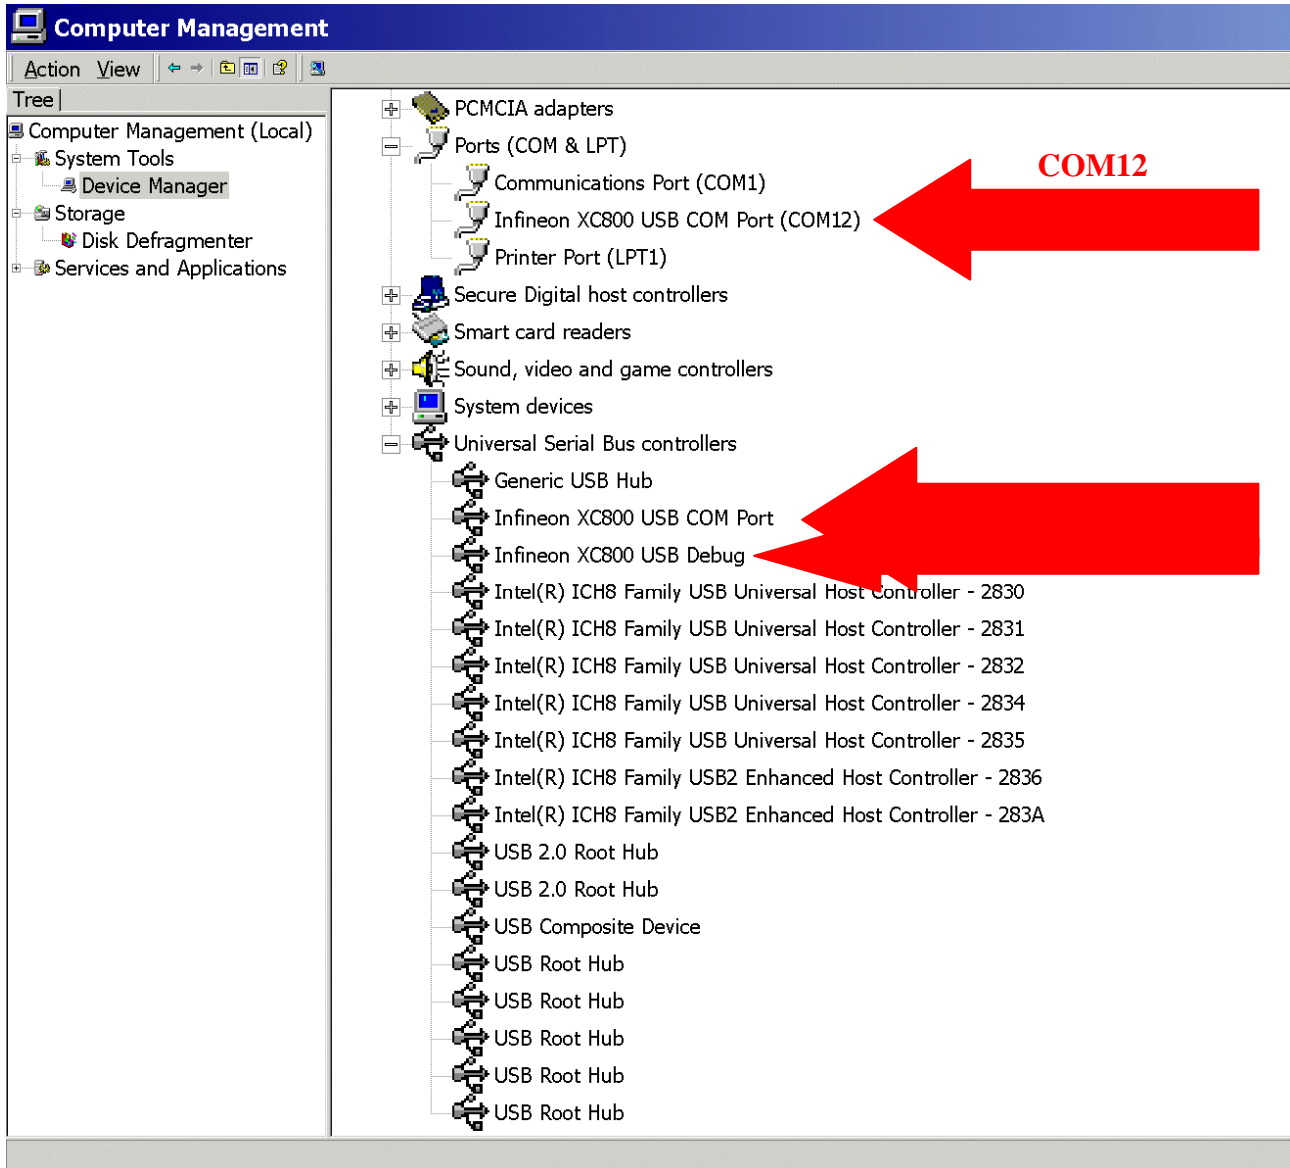 Computer Management
Action View
Tree
Computer Management (Local)
System Tools
Device Manager
Storage
Disk Defragmenter
Services and Applications
PCMCIA adapters
Ports (COM & LPT)
Communications Port (COM1)
Infineon XC800 USB COM Port (COM12)
COM12
Printer Port (LPT1)
Secure Digital host controllers
Smart card readers
Sound, video and game controllers
System devices
Universal Serial Bus controllers
Generic USB Hub
Infineon XC800 USB COM Port
Infineon XC800 USB Debug
Intel(R) ICH8 Family USB Universal Host Controller - 2830
Intel(R) ICH8 Family USB Universal Host Controller - 2831
Intel(R) ICH8 Family USB Universal Host Controller - 2832
Intel(R) ICH8 Family USB Universal Host Controller - 2834
Intel(R) ICH8 Family USB Universal Host Controller - 2835
Intel(R) ICH8 Family USB2 Enhanced Host Controller - 2836
Intel(R) ICH8 Family USB2 Enhanced Host Controller - 283A
USB 2.0 Root Hub
USB 2.0 Root Hub
USB Composite Device
USB Root Hub
USB Root Hub
USB Root Hub
USB Root Hub
USB Root Hub